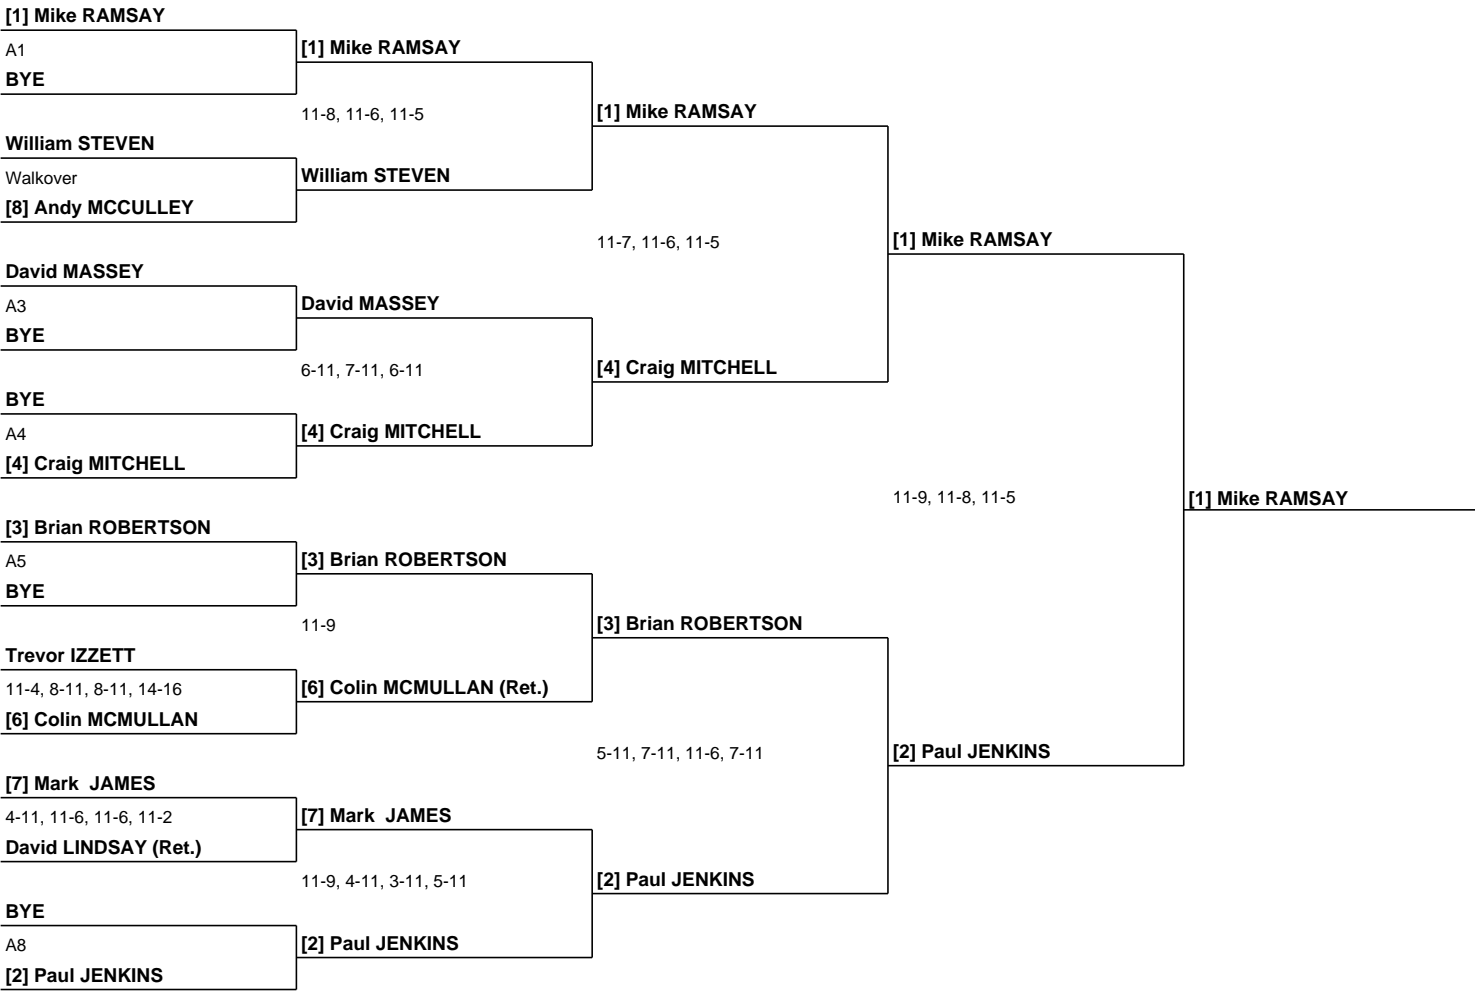 [1] Mike RAMSAY
A1
BYE
William STEVEN
Walkover
[8] Andy MCCULLEY
David MASSEY
A3
BYE
BYE
A4
[4] Craig MITCHELL
[3] Brian ROBERTSON
A5
BYE
Trevor IZZETT
11-4, 8-11, 8-11, 14-16
[6] Colin MCMULLAN
[7] Mark JAMES
4-11, 11-6, 11-6, 11-2
David LINDSAY (Ret.)
BYE
A8
[2] Paul JENKINS
[1] Mike RAMSAY
11-8, 11-6, 11-5
William STEVEN
David MASSEY
6-11, 7-11, 6-11
[4] Craig MITCHELL
[3] Brian ROBERTSON
11-9
[6] Colin MCMULLAN (Ret.)
[7] Mark JAMES
11-9, 4-11, 3-11, 5-11
[2] Paul JENKINS
[1] Mike RAMSAY
11-7, 11-6, 11-5
[4] Craig MITCHELL
[3] Brian ROBERTSON
5-11, 7-11, 11-6, 7-11
[2] Paul JENKINS
[1] Mike RAMSAY
11-9, 11-8, 11-5
[2] Paul JENKINS
[1] Mike RAMSAY